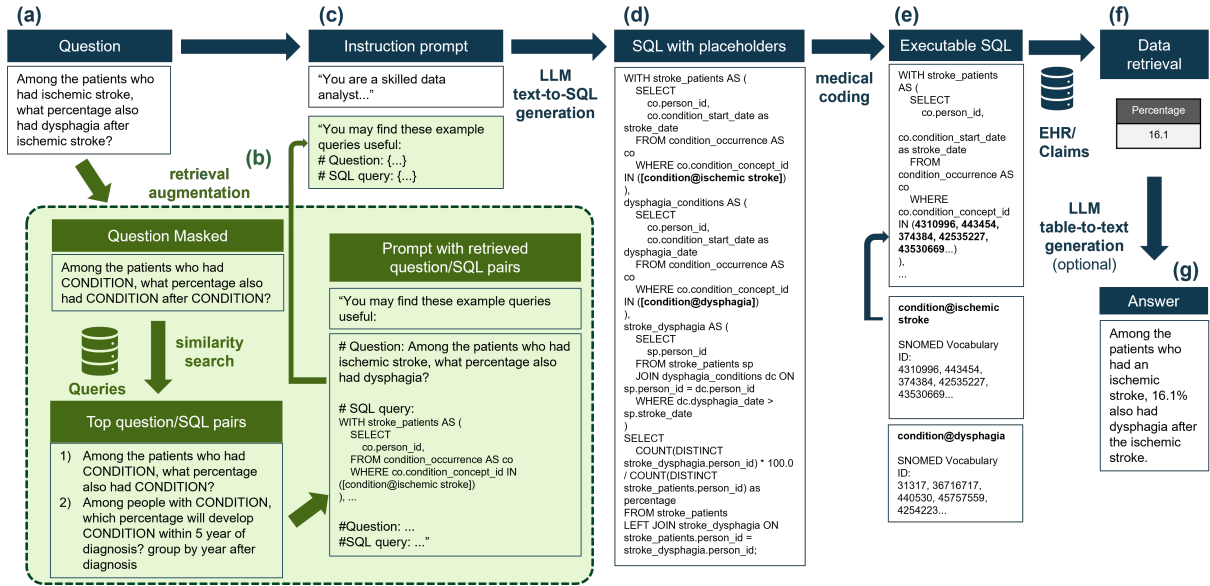 (a)
Question
Among the patients who
had ischemic stroke,
what percentage also
had dysphagia after
ischemic stroke?
(b)
retrieval
augmentation
Question Masked
Among the patients who had
CONDITION, what percentage also
had CONDITION after CONDITION?
Queries
similarity
search
Top question/SQL pairs
1) Among the patients who had
CONDITION, what percentage
also had CONDITION?
2) Among people with CONDITION,
which percentage will develop
CONDITION within 5 year of
diagnosis? group by year after
diagnosis
Prompt with retrieved
question/SQL pairs
“You may find these example queries
useful:
# Question: Among the patients who had
ischemic stroke, what percentage also
had dysphagia?
# SQL query:
WITH stroke_patients AS (
SELECT
co.person_id,
FROM condition_occurrence AS co
WHERE co.condition_concept_id IN
([condition@ischemic stroke])
), ...
#Question: ...
#SQL query: ...”
(c)
Instruction prompt
“You are a skilled data
analyst...”
“You may find these example
queries useful:
# Question: {...}
# SQL query: {...}
LLM
text-to-SQL
generation
(d)
SQL with placeholders
WITH stroke_patients AS (
SELECT
co.person_id,
co.condition_start_date as
stroke_date
FROM condition_occurrence AS
co
WHERE co.condition_concept_id
IN ([condition@ischemic stroke])
),
dysphagia_conditions AS (
SELECT
co.person_id,
co.condition_start_date as
dysphagia_date
FROM condition_occurrence AS
co
WHERE co.condition_concept_id
IN ([condition@dysphagia])
),
stroke_dysphagia AS (
SELECT
sp.person_id
FROM stroke_patients sp
JOIN dysphagia_conditions dc ON
sp.person_id = dc.person_id
WHERE dc.dysphagia_date >
sp.stroke_date
)
SELECT
COUNT(DISTINCT
stroke_dysphagia.person_id) * 100.0
/ COUNT(DISTINCT
stroke_patients.person_id) as
percentage
FROM stroke_patients
LEFT JOIN stroke_dysphagia ON
stroke_patients.person_id =
stroke_dysphagia.person_id;
medical
coding
(e)
Executable SQL
WITH stroke_patients
AS (
SELECT
co.person_id,
co.condition_start_date
as stroke_date
FROM
condition_occurrence AS
co
WHERE
co.condition_concept_id
IN (4310996, 443454,
374384, 42535227,
43530669...)
),
...
condition@ischemic
stroke
SNOMED Vocabulary
ID:
4310996, 443454,
374384, 42535227,
43530669...
condition@dysphagia
SNOMED Vocabulary
ID:
31317, 36716717,
440530, 45757559,
4254223...
EHR/
Claims
(f)
Data
retrieval
Percentage
16.1
LLM
table-to-text
generation
(optional)
(g)
Answer
Among the
patients who
had an
ischemic
stroke, 16.1%
also had
dysphagia after
the ischemic
stroke.